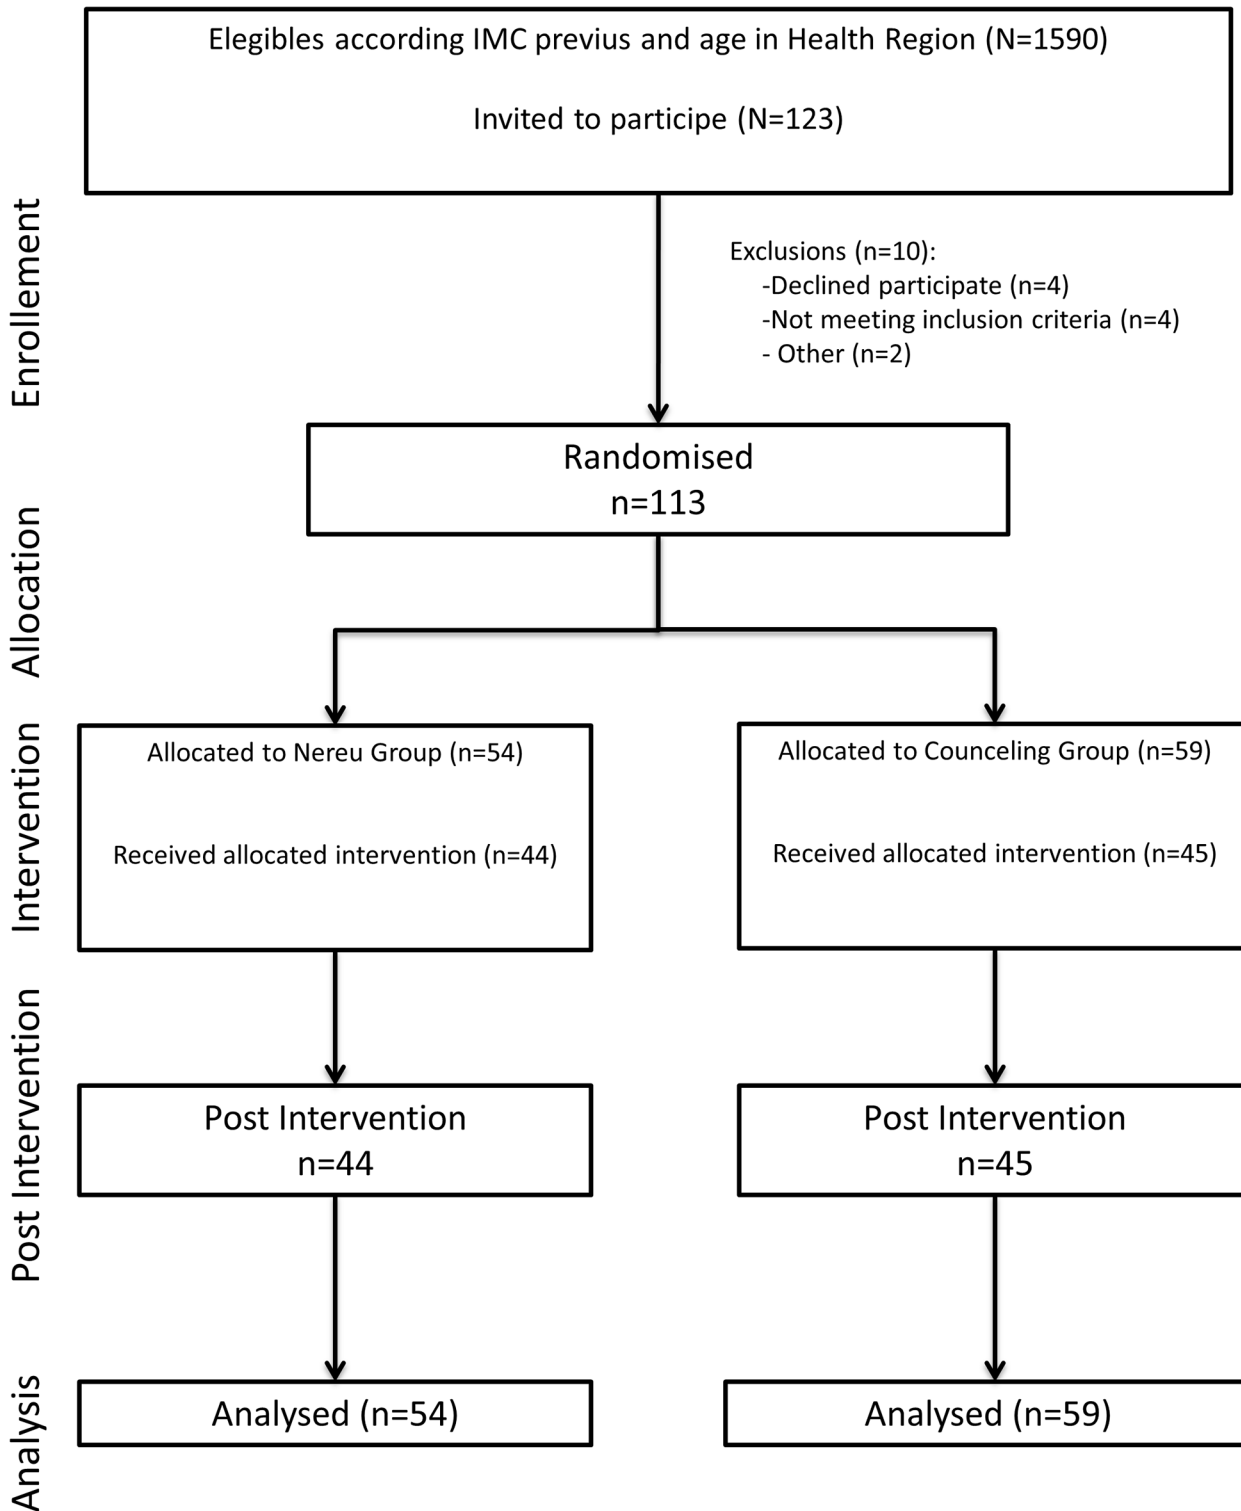 Elegibles according IMC previus and age in Health Region (N=1590)
Invited to participe (N=123)
Enrollement
Exclusions (n=10):
-Declined participate (n=4)
-Not meeting inclusion criteria (n=4)
- Other (n=2)
Randomised
n=113
Allocation
Intervention
Allocated to Nereu Group (n=54)
Received allocated intervention (n=44)
Allocated to Counceling Group (n=59)
Received allocated intervention (n=45)
Post Intervention
Post Intervention
n=44
Post Intervention
n=45
Analysis
Analysed (n=54)
Analysed (n=59)